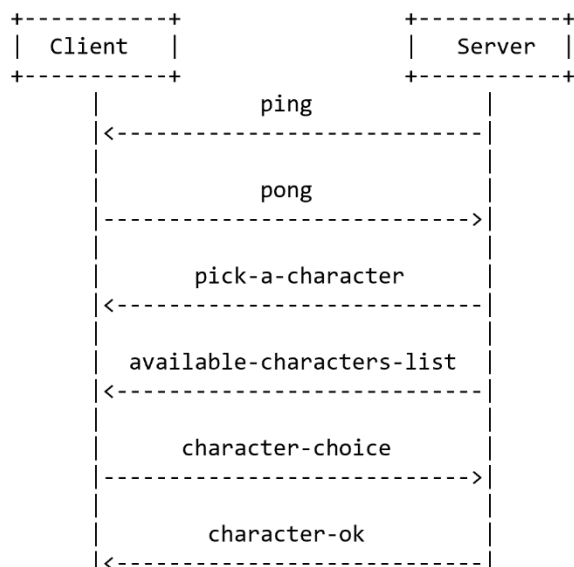 Client Server
ping
pong
pick-a-character
available-characters-list
character-choice
character-ok